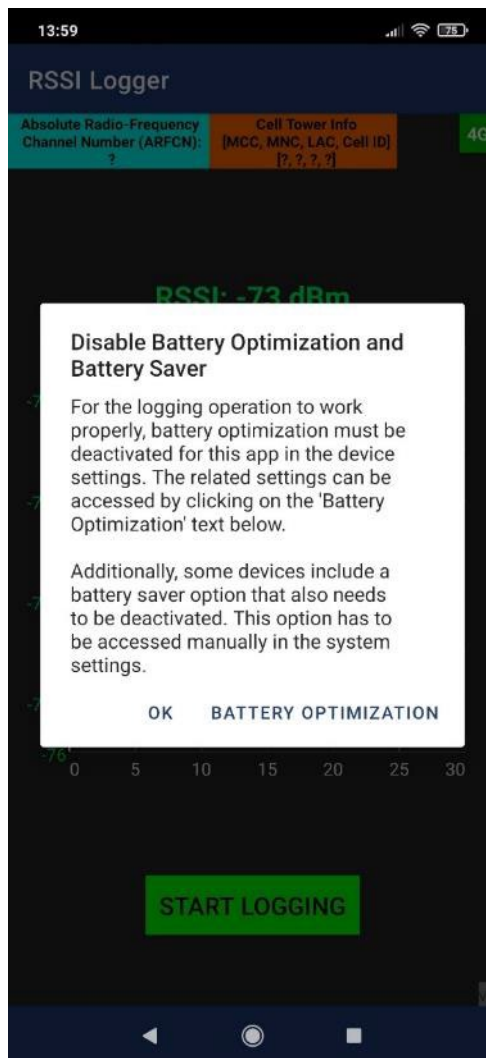 13:59
75
RSSI Logger
Absolute Radio-Frequency
Channel Number (ARFCN):
?
Cell Tower Info
[MCC, MNC, LAC, Cell ID]
[?, ?, ?, ?]
4G
RSSI: -73 dBm
Disable Battery Optimization and
Battery Saver
For the logging operation to work
properly, battery optimization must be
deactivated for this app in the device
settings. The related settings can be
accessed by clicking on the 'Battery
Optimization' text below.
Additionally, some devices include a
battery saver option that also needs
to be deactivated. This option has to
be accessed manually in the system
settings.
OK BATTERY OPTIMIZATION
-76
0 5 10 15 20 25 30
START LOGGING